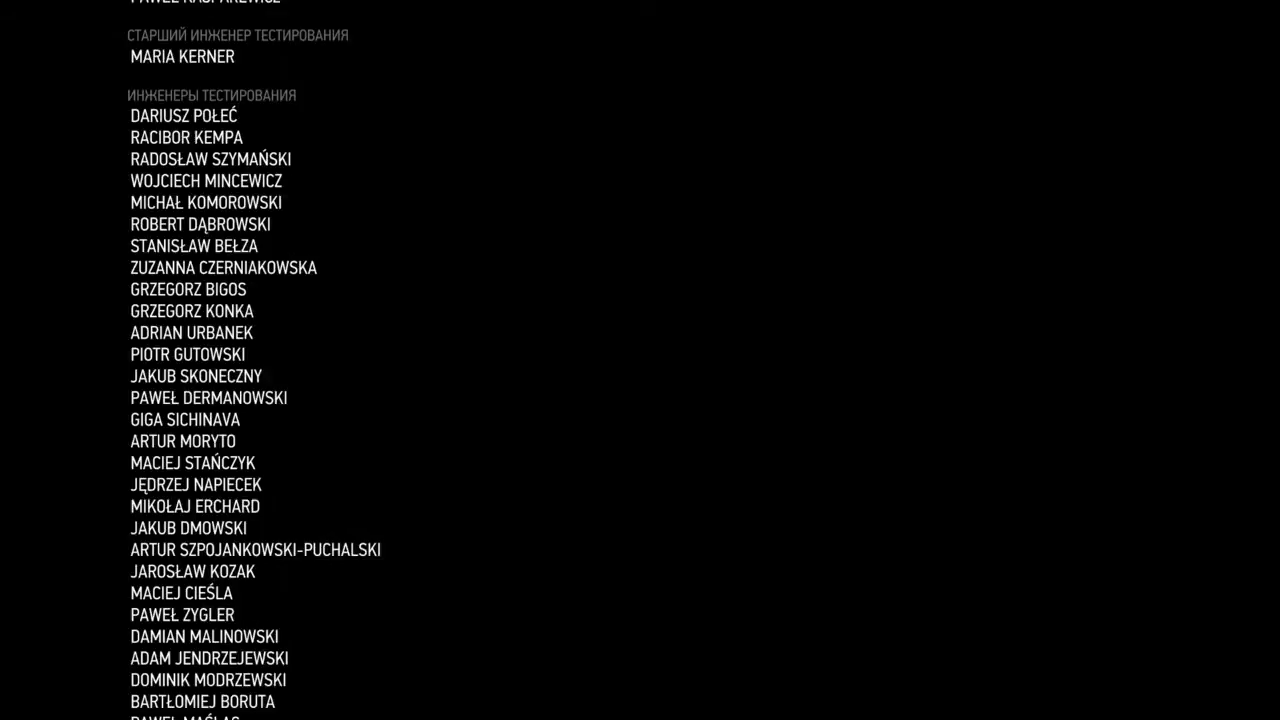 PAWEŁ KASPAREWICZ
СТАРШИЙ ИНЖЕНЕР ТЕСТИРОВАНИЯ
MARIA KERNER
ИНЖЕНЕРЫ ТЕСТИРОВАНИЯ
DARIUSZ POŁEĆ
RACIBOR KEMPA
RADOSŁAW SZYMAŃSKI
WOJCIECH MINCEWICZ
MICHAŁ KOMOROWSKI
ROBERT DĄBROWSKI
STANISŁAW BEŁZA
ZUZANNA CZERNIAKOWSKA
GRZEGORZ BIGOS
GRZEGORZ KONKA
ADRIAN URBANEK
PIOTR GUTOWSKI
JAKUB SKONECZNY
PAWEŁ DERMANOWSKI
GIGA SICHINAVA
ARTUR MORYTO
MACIEJ STAŃCZYK
JĘDRZEJ NAPIECEK
MIKOŁAJ ERCHARD
JAKUB DMOWSKI
ARTUR SZPOJANKOWSKI-PUCHALSKI
JAROSŁAW KOZAK
MACIEJ CIEŚLA
PAWEŁ ZYGLER
DAMIAN MALINOWSKI
ADAM JENDRZEJEWSKI
DOMINIK MODRZEWSKI
BARTŁOMIEJ BORUTA